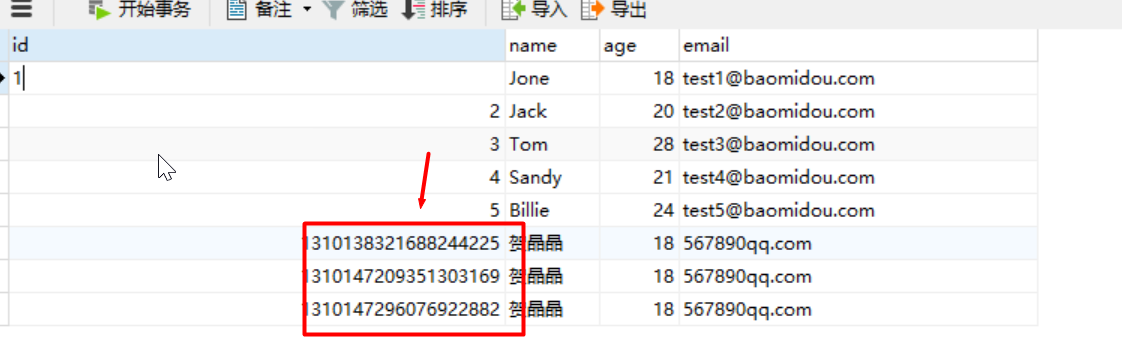 开始事务 备注 筛选 排序 导入 导出
id name age email
1 Jone 18 test1@baomidou.com
2 Jack 20 test2@baomidou.com
3 Tom 28 test3@baomidou.com
4 Sandy 21 test4@baomidou.com
5 Billie 24 test5@baomidou.com
1310138321688244225 贺晶晶 18 567890qq.com
1310147209351303169 贺晶晶 18 567890qq.com
1310147296076922882 贺晶晶 18 567890qq.com